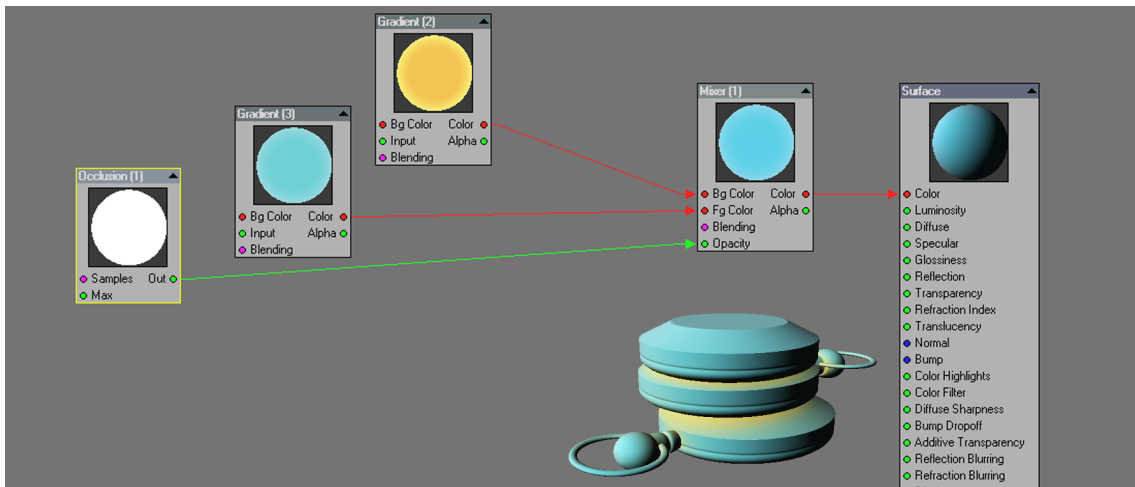 Gradient (2)
Bg Color Color
Input Alpha
Blending
Gradient (3)
Bg Color Color
Input Alpha
Blending
Occlusion (1)
Samples Out
Max
Mixer (1)
Bg Color Color
Fg Color Alpha
Blending
Opacity
Surface
Color
Luminosity
Diffuse
Specular
Glossiness
Reflection
Transparency
Refraction Index
Translucency
Normal
Bump
Color Highlights
Color Filter
Diffuse Sharpness
Bump Dropoff
Additive Transparency
Reflection Blurring
Refraction Blurring